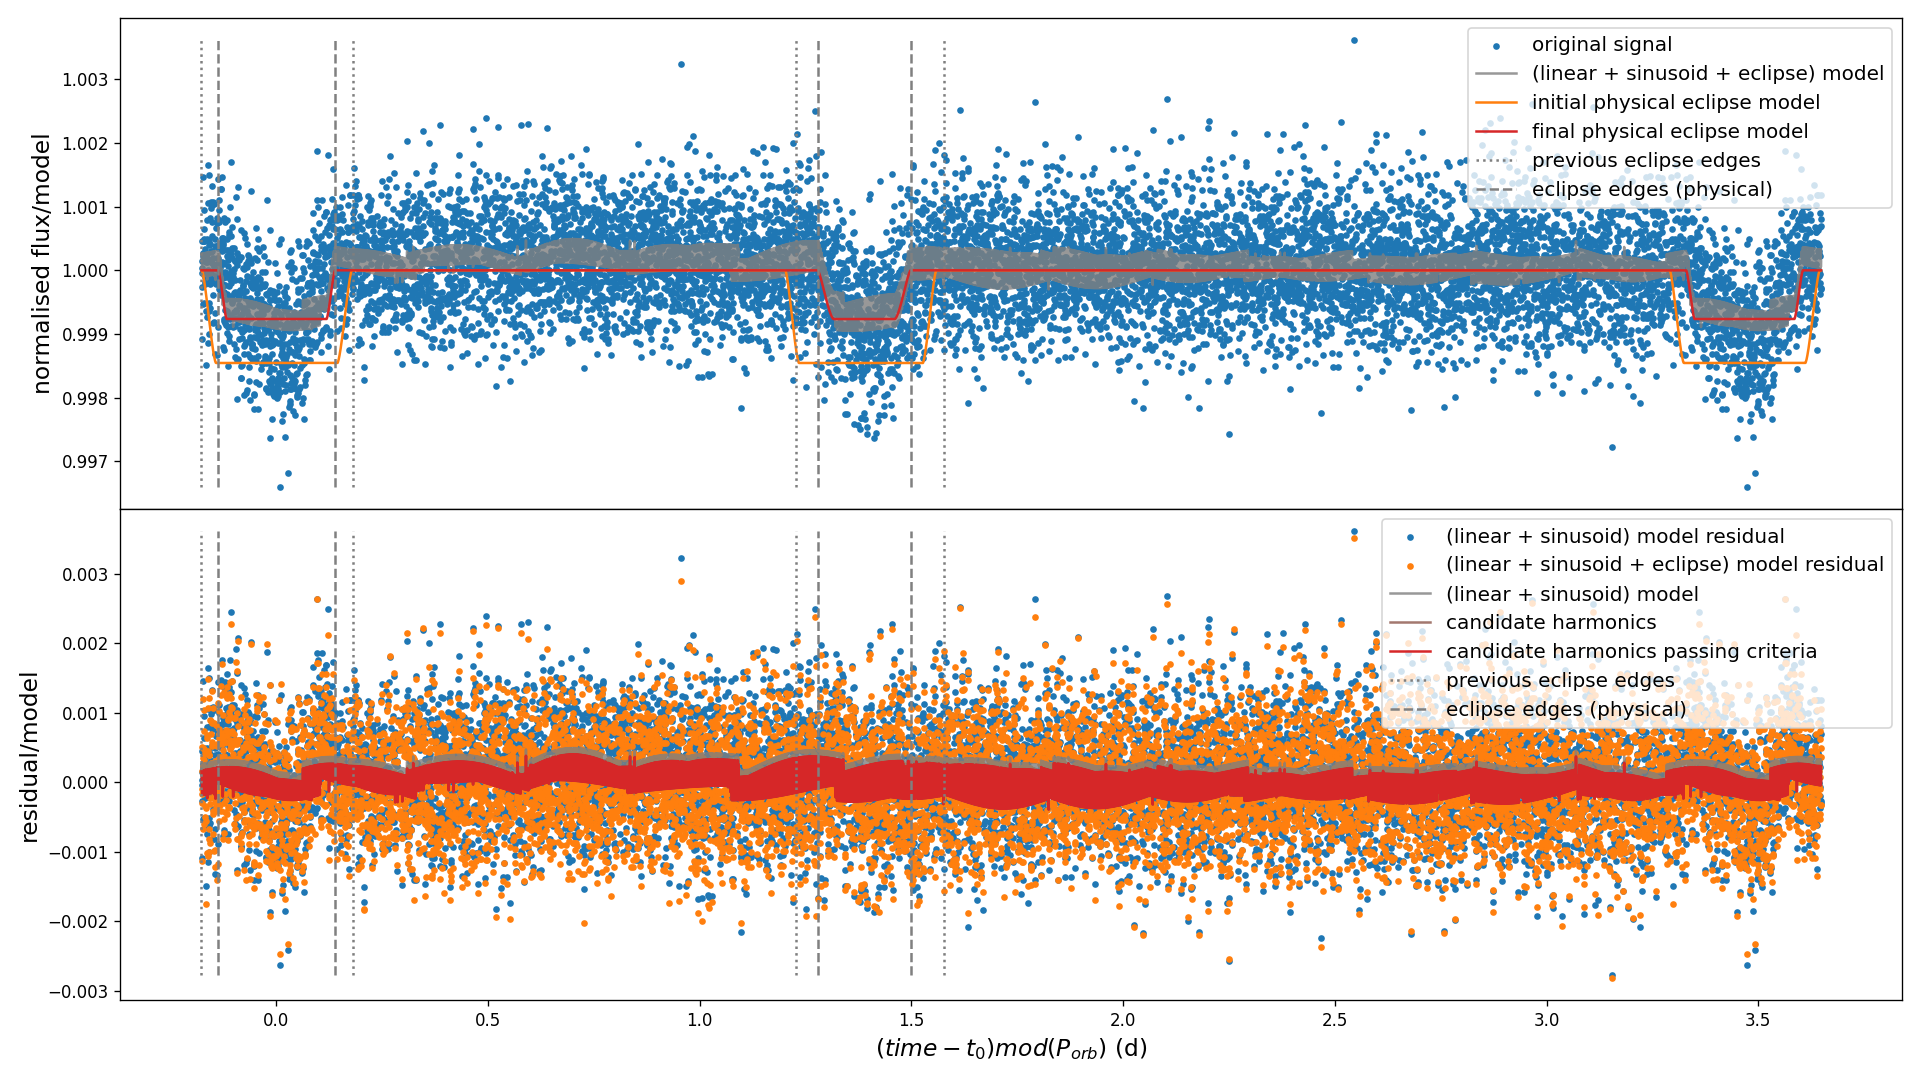 normalised flux/model
1.003
1.002
1.001
1.000
0.999
0.998
0.997
original signal
(linear + sinusoid + eclipse) model
initial physical eclipse model
final physical eclipse model
previous eclipse edges
eclipse edges (physical)
residual/model
0.003
0.002
0.001
0.000
−0.001
−0.002
−0.003
(linear + sinusoid) model residual
(linear + sinusoid + eclipse) model residual
(linear + sinusoid) model
candidate harmonics
candidate harmonics passing criteria
previous eclipse edges
eclipse edges (physical)
0.0 0.5 1.0 1.5 2.0 2.5 3.0 3.5
(time − t₀)mod(P_orb) (d)